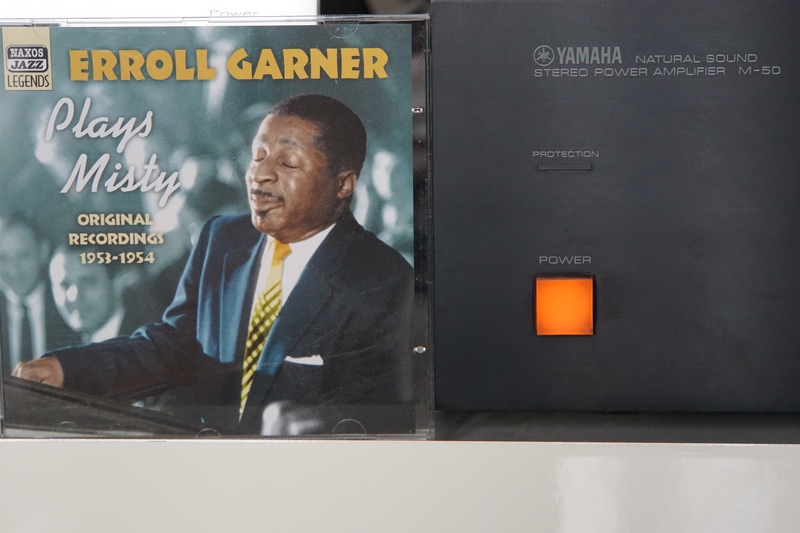 Power
NAXOS
JAZZ
LEGENDS
ERROLL GARNER
Plays
Misty
ORIGINAL
RECORDINGS
1953-1954
YAMAHA NATURAL SOUND
STEREO POWER AMPLIFIER M-50
PROTECTION
POWER